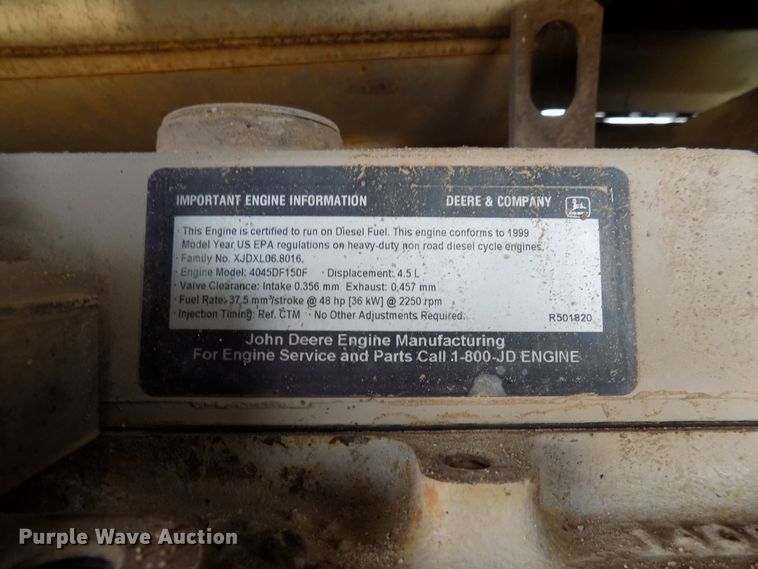 IMPORTANT ENGINE INFORMATION DEERE & COMPANY
· This Engine is certified to run on Diesel Fuel. This engine conforms to 1999
Model Year US EPA regulations on heavy-duty non road diesel cycle engines.
· Family No. XJDXL06.8016.
· Engine Model: 4045DF150F · Displacement: 4.5 L
· Valve Clearance: Intake 0.356 mm Exhaust: 0.457 mm
· Fuel Rate: 37.5 mm³/stroke @ 48 hp [36 kW] @ 2250 rpm
· Injection Timing: Ref. CTM · No Other Adjustments Required. R501820
John Deere Engine Manufacturing
For Engine Service and Parts Call 1-800-JD ENGINE
Purple Wave Auction